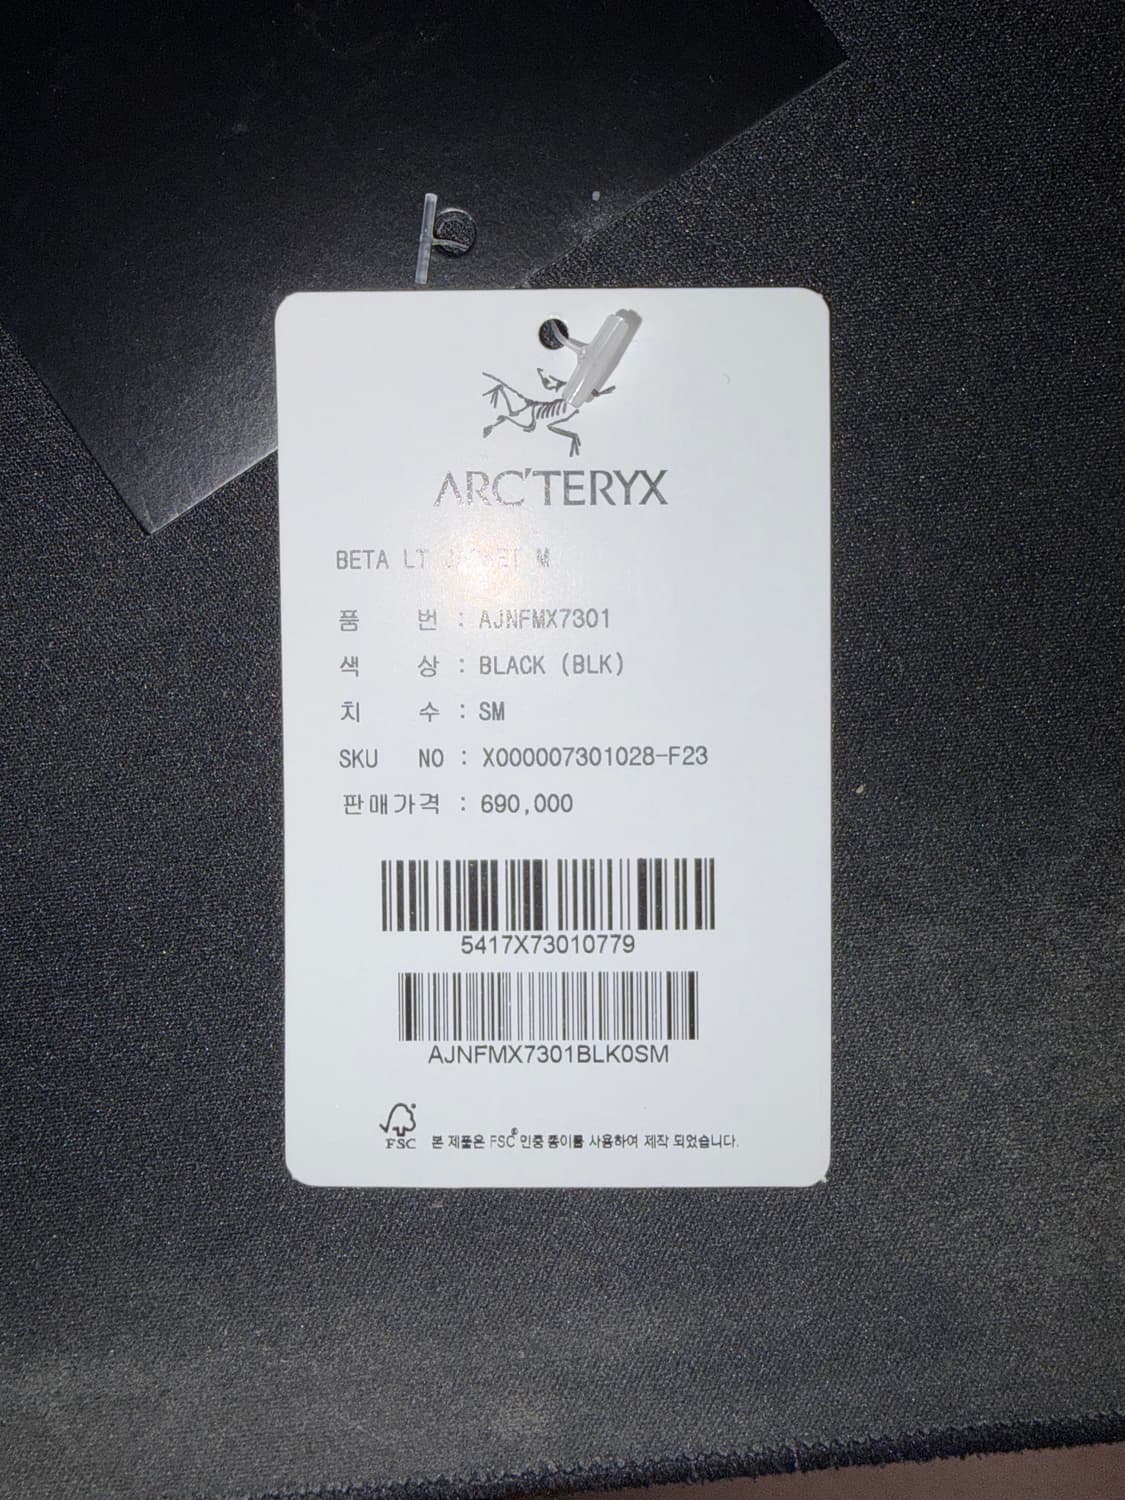 ARC'TERYX
BETA LT JACKET M
품 번 : AJNFMX7301
색 상 : BLACK (BLK)
치 수 : SM
SKU NO : X000007301028-F23
판매가격 : 690,000
5417X73010779
AJNFMX7301BLK0SM
FSC 본 제품은 FSC® 인증 종이를 사용하여 제작 되었습니다.